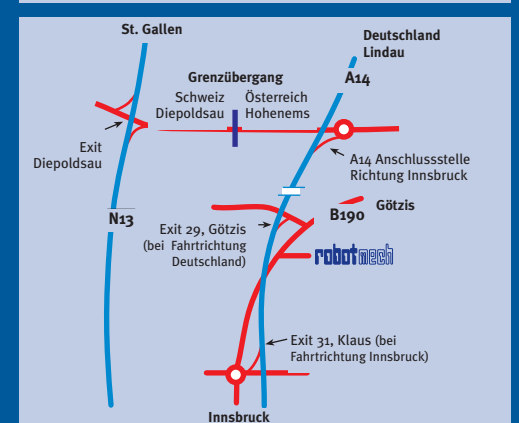 St. Gallen
Deutschland
Lindau
A14
Grenzübergang
Schweiz
Diepoldsau
Österreich
Hohenems
Exit
Diepoldsau
A14 Anschlussstelle
Richtung Innsbruck
N13
B190
Götzis
Exit 29, Götzis
(bei Fahrtrichtung
Deutschland)
robotmech
Exit 31, Klaus (bei
Fahrtrichtung Innsbruck)
Innsbruck